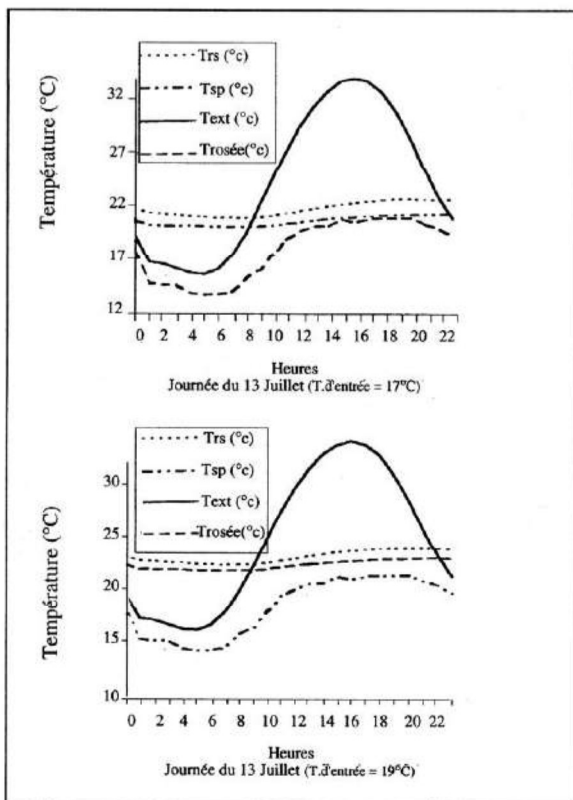 Température (°C)
32
27
22
17
12
Trs (°c)
Tsp (°c)
Text (°c)
Trosée(°c)
0 2 4 6 8 10 12 14 16 18 20 22
Heures
Journée du 13 Juillet (T.d'entrée = 17°C)
Température (°C)
30
25
20
15
10
Trs (°c)
Tsp (°c)
Text (°c)
Trosée(°c)
0 2 4 6 8 10 12 14 16 18 20 22
Heures
Journée du 13 Juillet (T.d'entrée = 19°C)